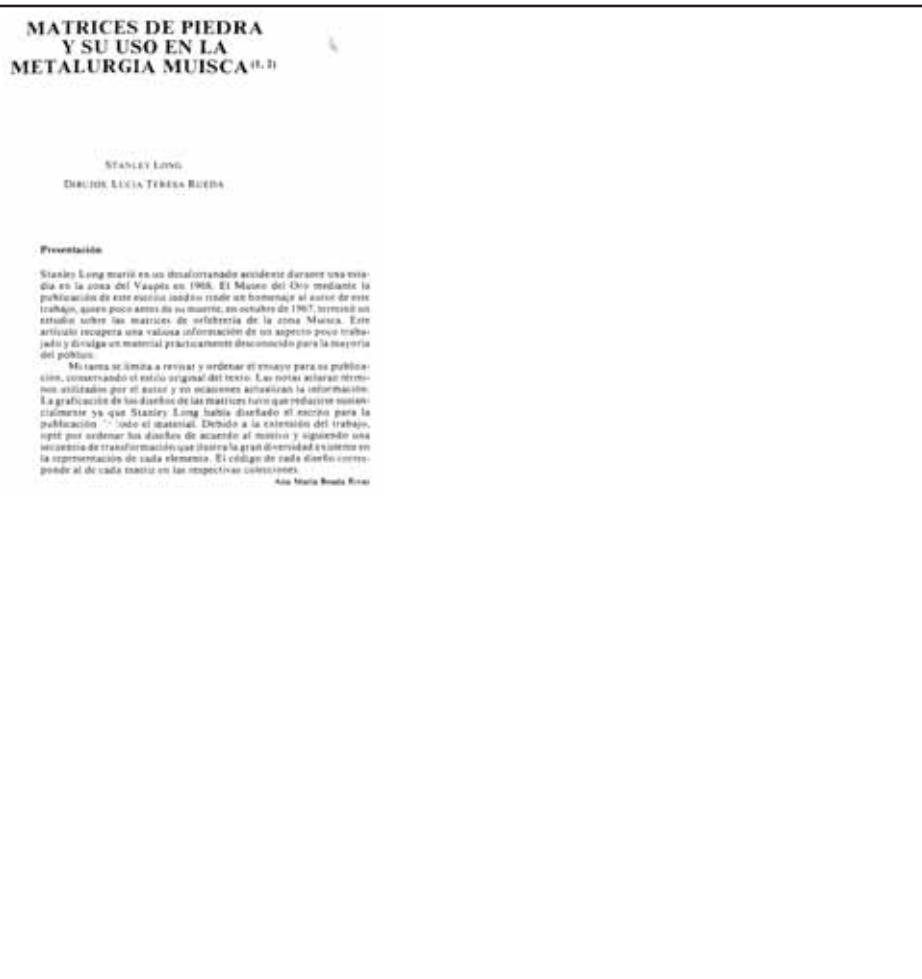 MATRICES DE PIEDRA
Y SU USO EN LA
METALURGIA MUISCA (1, 2)
STANLEY LONG
DIBUJOS: LUCIA TERESA RUEDA
Presentación
Stanley Long murió en un desafortunado accidente durante una esta-
día en la zona del Vaupés en 1968. El Museo del Oro mediante la
publicación de este escrito inédito rinde un homenaje al autor de este
trabajo, quien poco antes de su muerte, en octubre de 1967, terminó un
estudio sobre las matrices de orfebrería de la zona Muisca. Este
artículo recupera una valiosa información de un aspecto poco traba-
jado y divulga un material prácticamente desconocido para la mayoría
del público.
Mi tarea se limita a revisar y ordenar el ensayo para su publica-
ción, conservando el estilo original del texto. Las notas aclaran térmi-
nos utilizados por el autor y en ocasiones actualizan la información.
La graficación de los diseños de las matrices tuvo que reducirse sustan-
cialmente ya que Stanley Long había diseñado el escrito para la
publicación todo el material. Debido a la extensión del trabajo,
opté por ordenar los diseños de acuerdo al motivo y siguiendo una
secuencia de transformación que ilustra la gran diversidad existente en
la representación de cada elemento. El código de cada diseño corres-
ponde al de cada matriz en las respectivas colecciones.
Ana María Boada Rivas